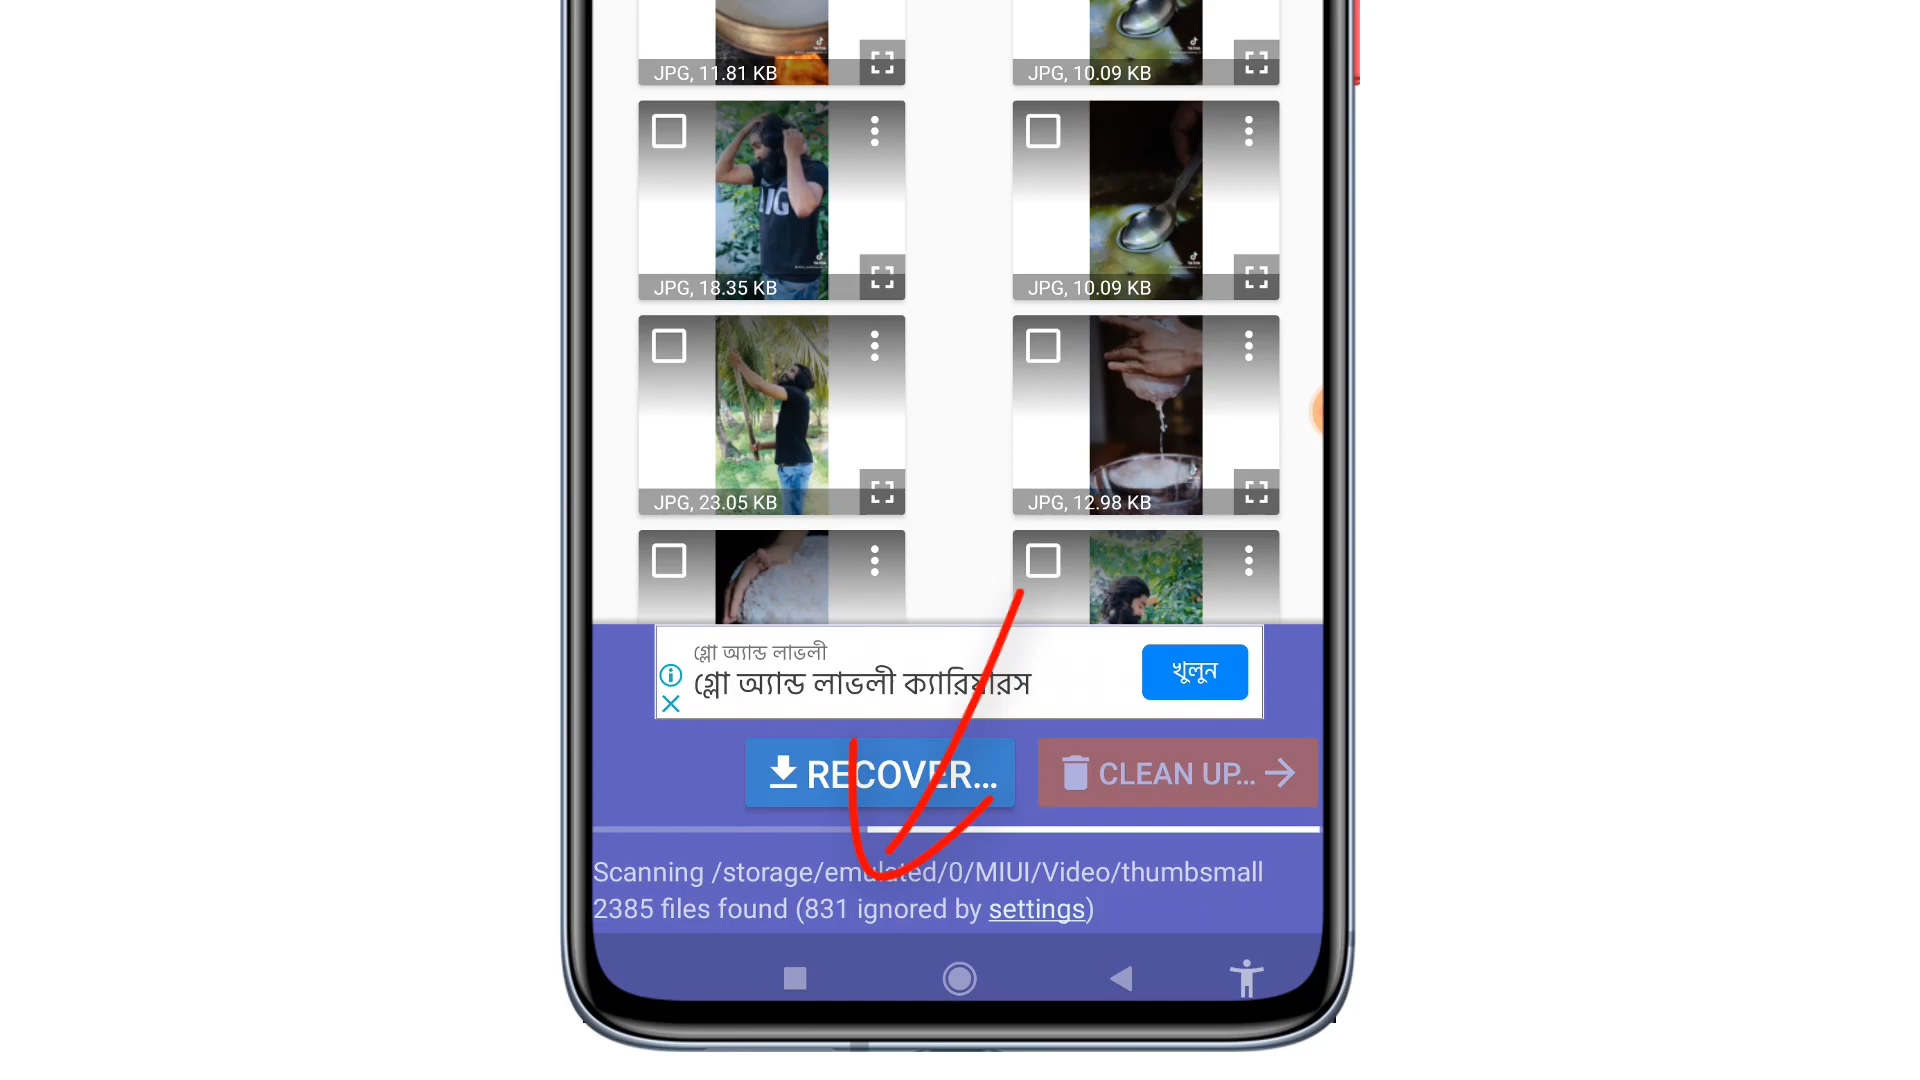 JPG, 11.81 KB
JPG, 10.09 KB
JPG, 18.35 KB
JPG, 10.09 KB
JPG, 23.05 KB
JPG, 12.98 KB
গ্লো অ্যান্ড লাভলী
গ্লো অ্যান্ড লাভলী ক্যারিয়ারস
খুলুন
RECOVER...
CLEAN UP...
Scanning /storage/emulated/0/MIUI/Video/thumbsmall
2385 files found (831 ignored by settings)